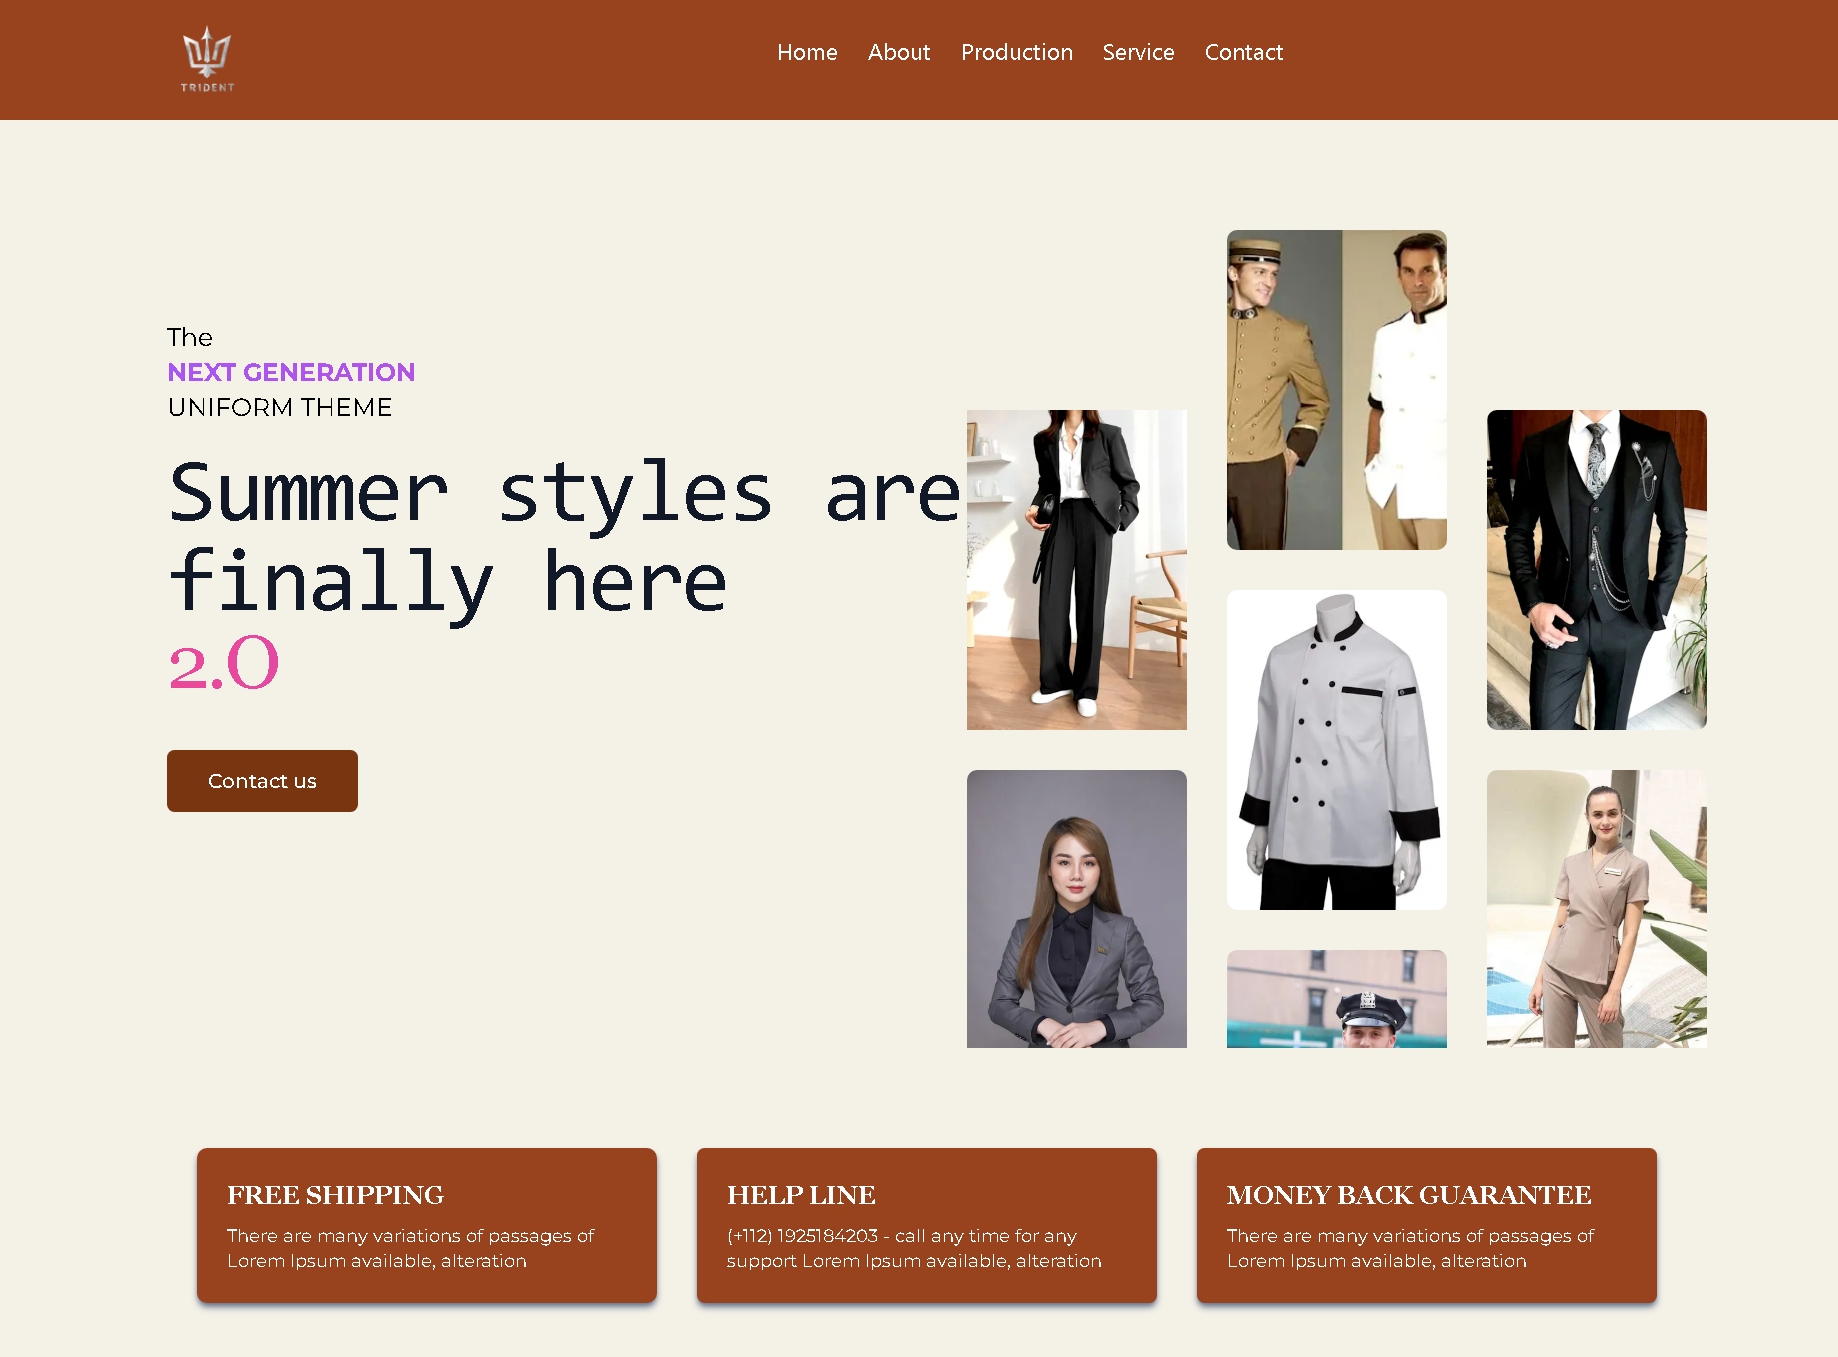 TRIDENT
Home About Production Service Contact
The
NEXT GENERATION
UNIFORM THEME
Summer styles are
finally here
2.0
Contact us
FREE SHIPPING
There are many variations of passages of
Lorem Ipsum available, alteration
HELP LINE
(+112) 1925184203 - call any time for any
support Lorem Ipsum available, alteration
MONEY BACK GUARANTEE
There are many variations of passages of
Lorem Ipsum available, alteration